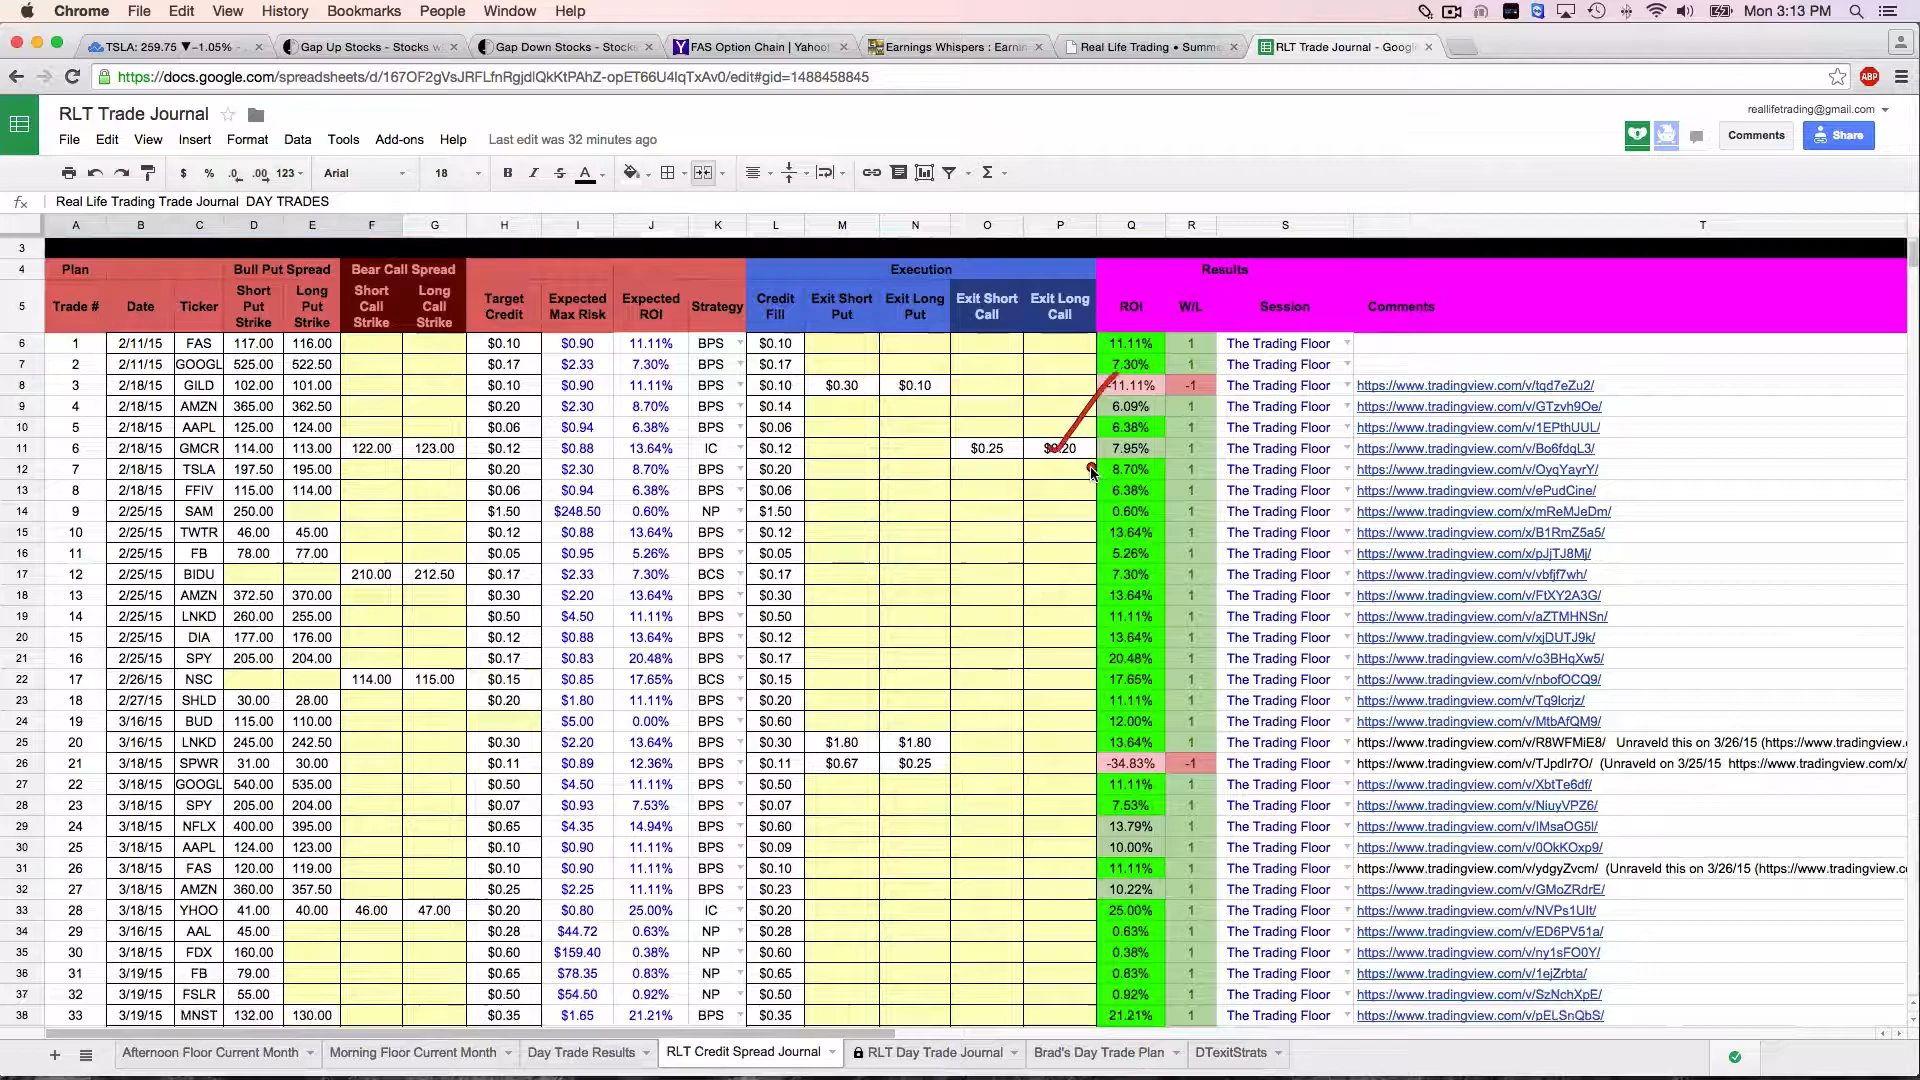 Chrome File Edit View History Bookmarks People Window Help Mon 3:13 PM
TSLA: 259.75 ▼-1.05% - Gap Up Stocks - Stocks w Gap Down Stocks - Stocks FAS Option Chain | Yahoo! Earnings Whispers : Earnin Real Life Trading • Summe RLT Trade Journal - Google
https://docs.google.com/spreadsheets/d/167OF2gVsJRFLfnRgjdlQkKtPAhZ-opET66U4IqTxAv0/edit#gid=1488458845 ABP
RLT Trade Journal reallifetrading@gmail.com
File Edit View Insert Format Data Tools Add-ons Help Last edit was 32 minutes ago Comments Share
$ % .0 .00 123 Arial 18 B I S A Σ
fx Real Life Trading Trade Journal DAY TRADES
A B C D E F G H I J K L M N O P Q R S T
3
4 Plan Bull Put Spread Bear Call Spread Execution Results
5 Trade # Date Ticker Short Put Strike Long Put Strike Short Call Strike Long Call Strike Target Credit Expected Max Risk Expected ROI Strategy Credit Fill Exit Short Put Exit Long Put Exit Short Call Exit Long Call ROI W/L Session Comments
6 1 2/11/15 FAS 117.00 116.00 $0.10 $0.90 11.11% BPS $0.10 11.11% 1 The Trading Floor
7 2 2/11/15 GOOGL 525.00 522.50 $0.17 $2.33 7.30% BPS $0.17 7.30% 1 The Trading Floor
8 3 2/18/15 GILD 102.00 101.00 $0.10 $0.90 11.11% BPS $0.10 $0.30 $0.10 -11.11% -1 The Trading Floor https://www.tradingview.com/v/tqd7eZu2/
9 4 2/18/15 AMZN 365.00 362.50 $0.20 $2.30 8.70% BPS $0.14 6.09% 1 The Trading Floor https://www.tradingview.com/v/GTzvh9Oe/
10 5 2/18/15 AAPL 125.00 124.00 $0.06 $0.94 6.38% BPS $0.06 6.38% 1 The Trading Floor https://www.tradingview.com/v/1EPthUUL/
11 6 2/18/15 GMCR 114.00 113.00 122.00 123.00 $0.12 $0.88 13.64% IC $0.12 $0.25 $0.20 7.95% 1 The Trading Floor https://www.tradingview.com/v/Bo6fdqL3/
12 7 2/18/15 TSLA 197.50 195.00 $0.20 $2.30 8.70% BPS $0.20 8.70% 1 The Trading Floor https://www.tradingview.com/v/OyqYayrY/
13 8 2/18/15 FFIV 115.00 114.00 $0.06 $0.94 6.38% BPS $0.06 6.38% 1 The Trading Floor https://www.tradingview.com/v/ePudCine/
14 9 2/25/15 SAM 250.00 $1.50 $248.50 0.60% NP $1.50 0.60% 1 The Trading Floor https://www.tradingview.com/x/mReMJeDm/
15 10 2/25/15 TWTR 46.00 45.00 $0.12 $0.88 13.64% BPS $0.12 13.64% 1 The Trading Floor https://www.tradingview.com/x/B1RmZ5a5/
16 11 2/25/15 FB 78.00 77.00 $0.05 $0.95 5.26% BPS $0.05 5.26% 1 The Trading Floor https://www.tradingview.com/x/pJjTJ8Mj/
17 12 2/25/15 BIDU 210.00 212.50 $0.17 $2.33 7.30% BCS $0.17 7.30% 1 The Trading Floor https://www.tradingview.com/v/vbfjf7wh/
18 13 2/25/15 AMZN 372.50 370.00 $0.30 $2.20 13.64% BPS $0.30 13.64% 1 The Trading Floor https://www.tradingview.com/v/FtXY2A3G/
19 14 2/25/15 LNKD 260.00 255.00 $0.50 $4.50 11.11% BPS $0.50 11.11% 1 The Trading Floor https://www.tradingview.com/v/aZTMHNSn/
20 15 2/25/15 DIA 177.00 176.00 $0.12 $0.88 13.64% BPS $0.12 13.64% 1 The Trading Floor https://www.tradingview.com/v/xjDUTJ9k/
21 16 2/25/15 SPY 205.00 204.00 $0.17 $0.83 20.48% BPS $0.17 20.48% 1 The Trading Floor https://www.tradingview.com/v/o3BHqXw5/
22 17 2/26/15 NSC 114.00 115.00 $0.15 $0.85 17.65% BCS $0.15 17.65% 1 The Trading Floor https://www.tradingview.com/v/nbofOCQ9/
23 18 2/27/15 SHLD 30.00 28.00 $0.20 $1.80 11.11% BPS $0.20 11.11% 1 The Trading Floor https://www.tradingview.com/v/Tq9lcrjz/
24 19 3/16/15 BUD 115.00 110.00 $5.00 0.00% BPS $0.60 12.00% 1 The Trading Floor https://www.tradingview.com/v/MtbAfQM9/
25 20 3/16/15 LNKD 245.00 242.50 $0.30 $2.20 13.64% BPS $0.30 $1.80 $1.80 13.64% 1 The Trading Floor https://www.tradingview.com/v/R8WFMiE8/ Unraveld this on 3/26/15 (https://www.tradingview.
26 21 3/16/15 SPWR 31.00 30.00 $0.11 $0.89 12.36% BPS $0.11 $0.67 $0.25 -34.83% -1 The Trading Floor https://www.tradingview.com/v/TJpdlr7O/ (Unraveld on 3/25/15 https://www.tradingview.com/x/
27 22 3/18/15 GOOGL 540.00 535.00 $0.50 $4.50 11.11% BPS $0.50 11.11% 1 The Trading Floor https://www.tradingview.com/v/XbtTe6df/
28 23 3/18/15 SPY 205.00 204.00 $0.07 $0.93 7.53% BPS $0.07 7.53% 1 The Trading Floor https://www.tradingview.com/v/NiuyVPZ6/
29 24 3/18/15 NFLX 400.00 395.00 $0.65 $4.35 14.94% BPS $0.60 13.79% 1 The Trading Floor https://www.tradingview.com/v/IMsaOG5l/
30 25 3/18/15 AAPL 124.00 123.00 $0.10 $0.90 11.11% BPS $0.09 10.00% 1 The Trading Floor https://www.tradingview.com/v/0OkKOxp9/
31 26 3/18/15 FAS 120.00 119.00 $0.10 $0.90 11.11% BPS $0.10 11.11% 1 The Trading Floor https://www.tradingview.com/v/ydgyZvcm/ (Unraveld this on 3/26/15 (https://www.tradingview.c
32 27 3/18/15 AMZN 360.00 357.50 $0.25 $2.25 11.11% BPS $0.23 10.22% 1 The Trading Floor https://www.tradingview.com/v/GMoZRdrE/
33 28 3/18/15 YHOO 41.00 40.00 46.00 47.00 $0.20 $0.80 25.00% IC $0.20 25.00% 1 The Trading Floor https://www.tradingview.com/v/NVPs1UIt/
34 29 3/16/15 AAL 45.00 $0.28 $44.72 0.63% NP $0.28 0.63% 1 The Trading Floor https://www.tradingview.com/v/ED6PV51a/
35 30 3/18/15 FDX 160.00 $0.60 $159.40 0.38% NP $0.60 0.38% 1 The Trading Floor https://www.tradingview.com/v/ny1sFO0Y/
36 31 3/19/15 FB 79.00 $0.65 $78.35 0.83% NP $0.65 0.83% 1 The Trading Floor https://www.tradingview.com/v/1ejZrbta/
37 32 3/19/15 FSLR 55.00 $0.50 $54.50 0.92% NP $0.50 0.92% 1 The Trading Floor https://www.tradingview.com/v/SzNchXpE/
38 33 3/19/15 MNST 132.00 130.00 $0.35 $1.65 21.21% BPS $0.35 21.21% 1 The Trading Floor https://www.tradingview.com/v/pELSnQbS/
Afternoon Floor Current Month Morning Floor Current Month Day Trade Results RLT Credit Spread Journal RLT Day Trade Journal Brad's Day Trade Plan DTexitStrats